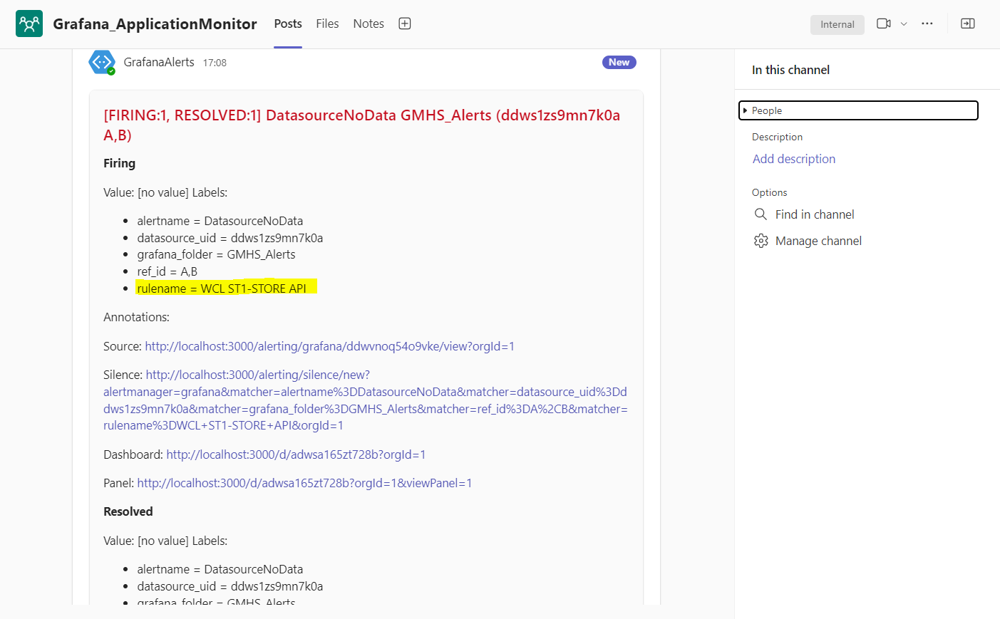 Grafana_ApplicationMonitor Posts Files Notes Internal
GrafanaAlerts 17:08 New
[FIRING:1, RESOLVED:1] DatasourceNoData GMHS_Alerts (ddws1zs9mn7k0a
A,B)
Firing
Value: [no value] Labels:
alertname = DatasourceNoData
datasource_uid = ddws1zs9mn7k0a
grafana_folder = GMHS_Alerts
ref_id = A,B
rulename = WCL ST1-STORE API
Annotations:
Source: http://localhost:3000/alerting/grafana/ddwvnoq54o9vke/view?orgId=1
Silence: http://localhost:3000/alerting/silence/new?
alertmanager=grafana&matcher=alertname%3DDatasourceNoData&matcher=datasource_uid%3Dd
dws1zs9mn7k0a&matcher=grafana_folder%3DGMHS_Alerts&matcher=ref_id%3DA%2CB&matcher=
rulename%3DWCL+ST1-STORE+API&orgId=1
Dashboard: http://localhost:3000/d/adwsa165zt728b?orgId=1
Panel: http://localhost:3000/d/adwsa165zt728b?orgId=1&viewPanel=1
Resolved
Value: [no value] Labels:
alertname = DatasourceNoData
datasource_uid = ddws1zs9mn7k0a
grafana_folder = GMHS_Alerts
In this channel
People
Description
Add description
Options
Find in channel
Manage channel